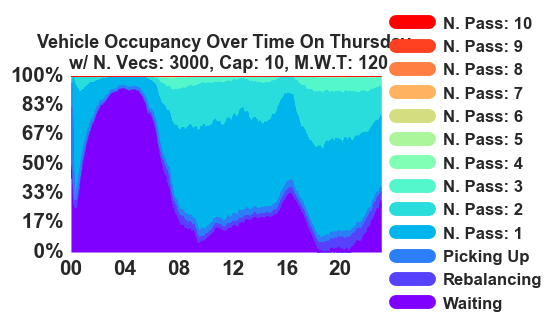 Vehicle Occupancy Over Time On Thursday
w/ N. Vecs: 3000, Cap: 10, M.W.T: 120
100%
83%
67%
50%
33%
17%
0%
00 04 08 12 16 20
N. Pass: 10
N. Pass: 9
N. Pass: 8
N. Pass: 7
N. Pass: 6
N. Pass: 5
N. Pass: 4
N. Pass: 3
N. Pass: 2
N. Pass: 1
Picking Up
Rebalancing
Waiting